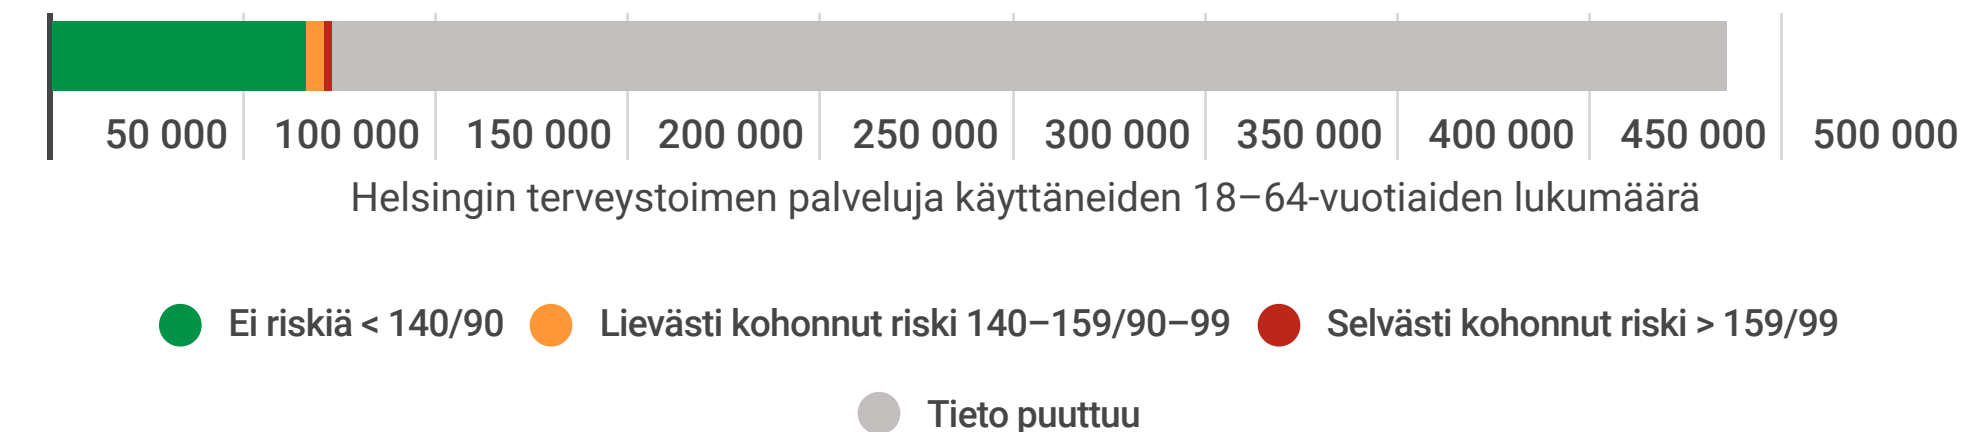 50 000 100 000 150 000 200 000 250 000 300 000 350 000 400 000 450 000 500 000
Helsingin terveystoimen palveluja käyttäneiden 18–64-vuotiaiden lukumäärä
Ei riskiä < 140/90 Lievästi kohonnut riski 140–159/90–99 Selvästi kohonnut riski > 159/99
Tieto puuttuu